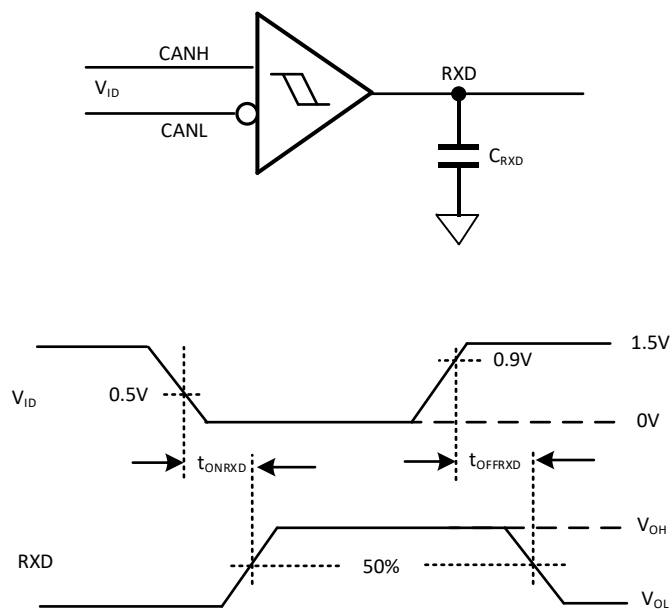 CANH
RXD
V_ID
CANL
C_RXD
1.5V
0.9V
0.5V
V_ID
0V
t_ONRXD
t_OFFRXD
V_OH
RXD
50%
V_OL